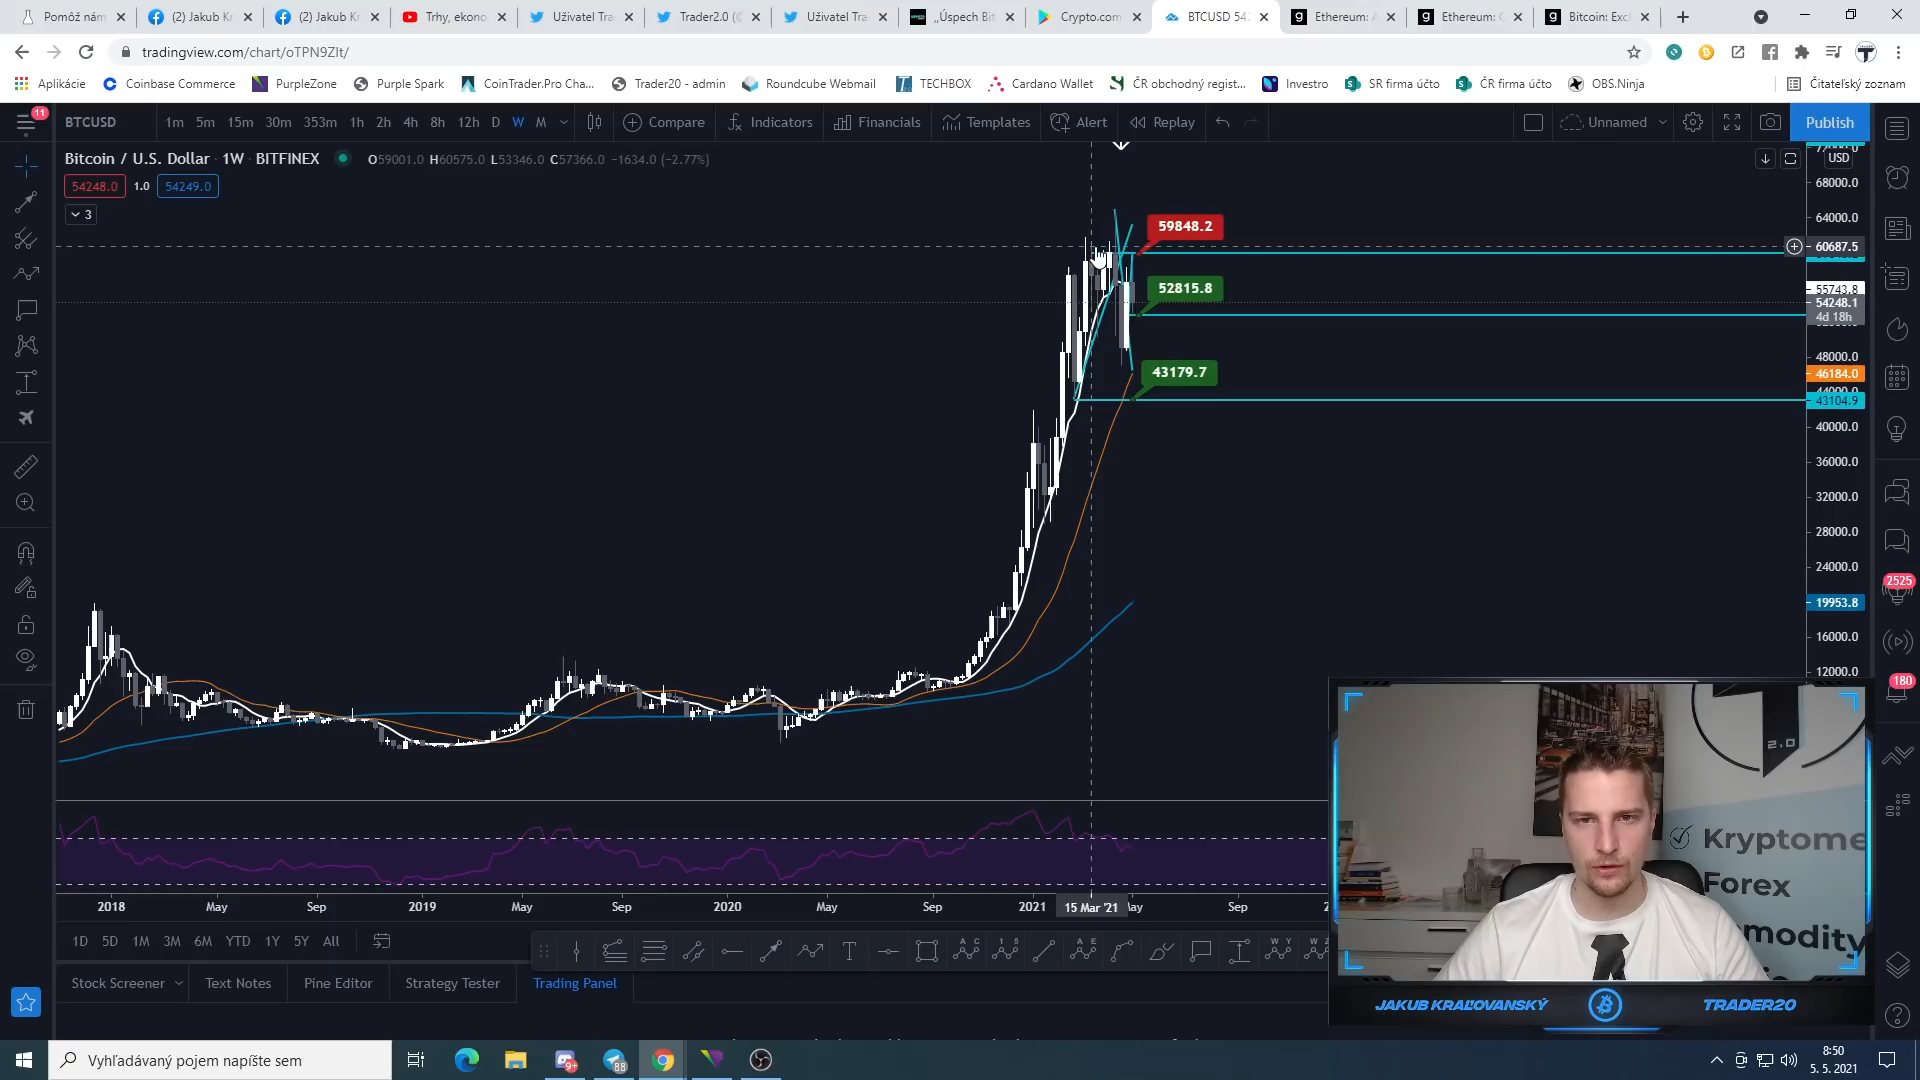 Pomôž nám
(2) Jakub Kr
(2) Jakub Kr
Trhy, ekono
Užívateľ Tra
Trader2.0 (
Užívateľ Tra
„Úspech Bit
Crypto.com
BTCUSD 542
Ethereum: A
Ethereum: C
Bitcoin: Exc
tradingview.com/chart/oTPN9ZIt/
Aplikácie
Coinbase Commerce
PurpleZone
Purple Spark
CoinTrader.Pro Cha...
Trader20 - admin
Roundcube Webmail
TECHBOX
Cardano Wallet
ČR obchodný regist...
Investro
SR firma účto
ČR firma účto
OBS.Ninja
Čitateľský zoznam
11
BTCUSD
1m 5m 15m 30m 353m 1h 2h 4h 8h 12h D W M
Compare
Indicators
Financials
Templates
Alert
Replay
Unnamed
Publish
Bitcoin / U.S. Dollar · 1W · BITFINEX
O59001.0 H60575.0 L53346.0 C57366.0 −1634.0 (−2.77%)
54248.0 1.0 54249.0
3
USD
68000.0
64000.0
60687.5
55743.8
54248.1
4d 18h
48000.0
46184.0
43104.9
40000.0
36000.0
32000.0
28000.0
24000.0
19953.8
16000.0
12000.0
59848.2
52815.8
43179.7
2525
180
2018 May Sep 2019 May Sep 2020 May Sep 2021 15 Mar '21 May Sep
1D 5D 1M 3M 6M YTD 1Y 5Y All
Stock Screener
Text Notes
Pine Editor
Strategy Tester
Trading Panel
2.0
Kryptome
Forex
modity
JAKUB KRAĽOVANSKÝ
TRADER20
Vyhľadávaný pojem napíšte sem
9+
88
8:50
5. 5. 2021